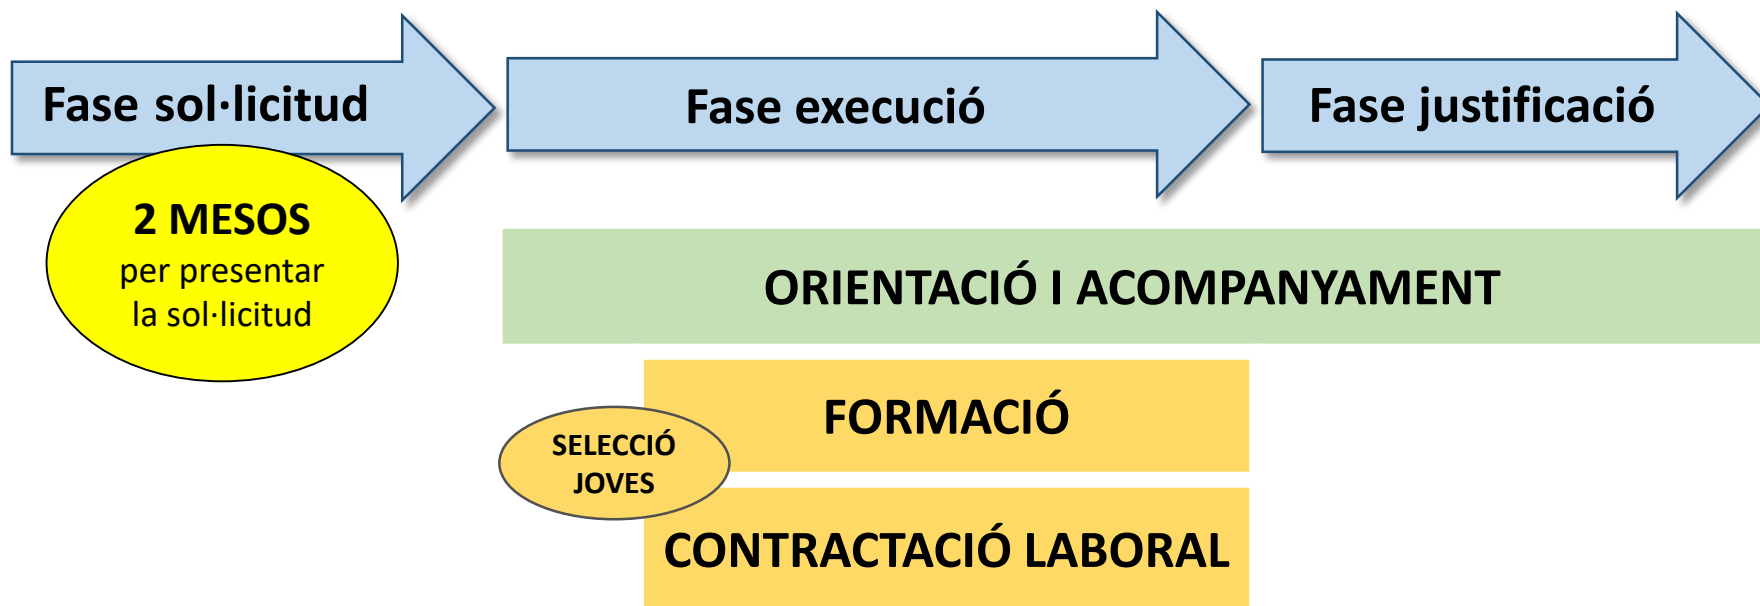 Fase sol·licitud
Fase execució
Fase justificació
2 MESOS
per presentar
la sol·licitud
ORIENTACIÓ I ACOMPANYAMENT
FORMACIÓ
SELECCIÓ
JOVES
CONTRACTACIÓ LABORAL